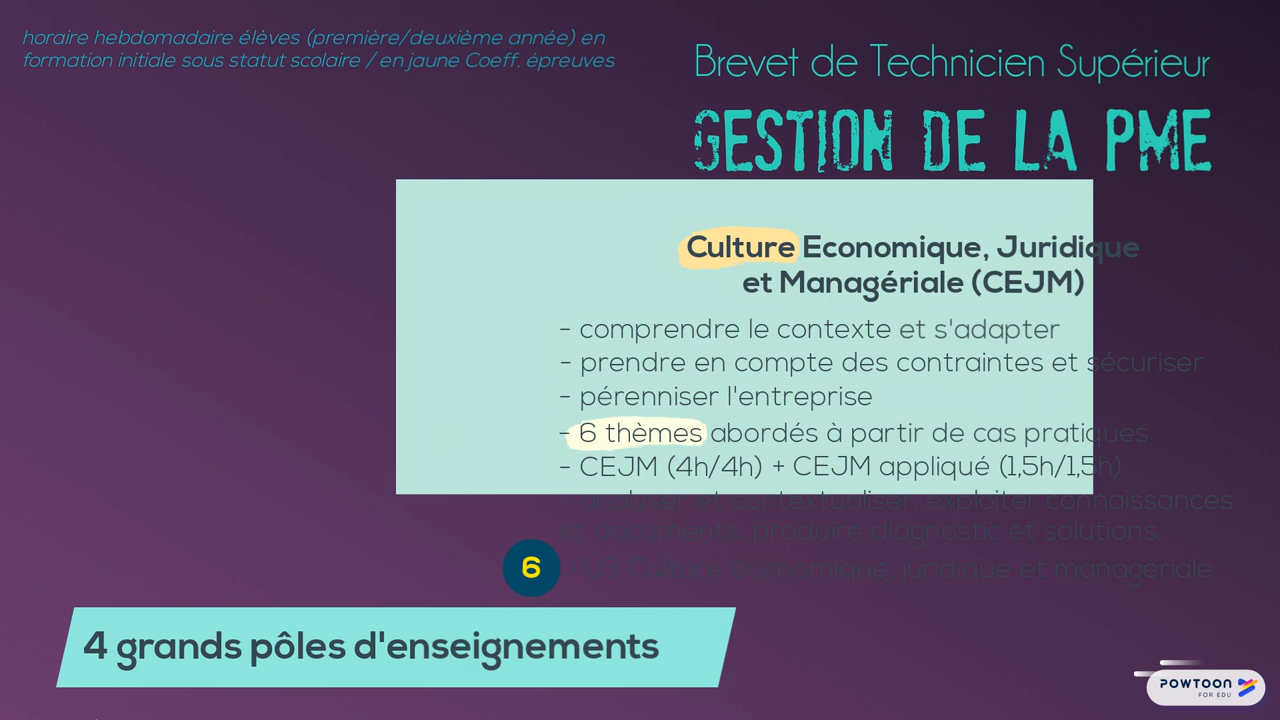 horaire hebdomadaire élèves (première/deuxième année) en
formation initiale sous statut scolaire / en jaune Coeff. épreuves
Brevet de Technicien Supérieur
GESTION DE LA PME
Culture Economique, Juridique
et Managériale (CEJM)
- comprendre le contexte et s'adapter
- prendre en compte des contraintes et sécuriser
- pérenniser l'entreprise
- 6 thèmes abordés à partir de cas pratiques
- CEJM (4h/4h) + CEJM appliqué (1,5h/1,5h)
- analyser et contextualiser, exploiter connaissances
et documents, produire diagnostic et solutions
6
- U3 Culture économique, juridique et managériale
4 grands pôles d'enseignements
POWTOON
FOR EDU